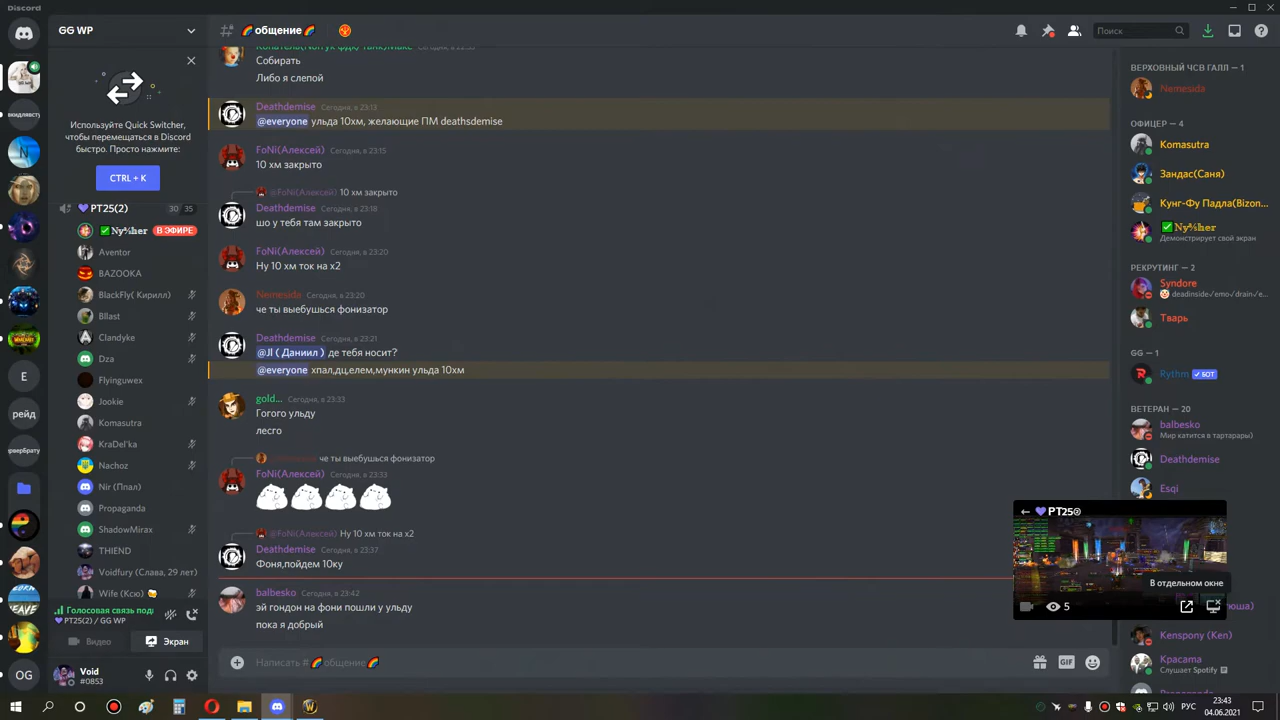 Discord
GG WP
# 🌈общение🌈
Поиск
Используйте Quick Switcher,
чтобы перемещаться в Discord
быстро. Просто нажмите:
CTRL + K
PT25(2) 30 35
В ЭФИРЕ
Aventor
BAZOOKA
BlackFly( Кирилл)
Bllast
Clandyke
Dza
Flyinguwex
Jookie
Komasutra
KraDel'ka
Nachoz
Nir (Ппал)
Propaganda
ShadowMirax
THIEND
Voidfury (Слава, 29 лет)
Wife (Ксю)
Голосовая связь подк
PT25(2) / GG WP
Видео Экран
Void
#0853
E
рейд
OG
Собирать
Либо я слепой
Deathdemise Сегодня, в 23:13
@everyone ульда 10хм, желающие ПМ deathsdemise
FoNi(Алексей) Сегодня, в 23:15
10 хм закрыто
@FoNi(Алексей) 10 хм закрыто
Deathdemise Сегодня, в 23:18
шо у тебя там закрыто
FoNi(Алексей) Сегодня, в 23:20
Ну 10 хм ток на х2
Nemesida Сегодня, в 23:20
че ты выебушься фонизатор
Deathdemise Сегодня, в 23:21
@Jl ( Даниил ) де тебя носит?
@everyone хпал,дц,елем,мункин ульда 10хм
gold... Сегодня, в 23:33
Гогого ульду
лесго
че ты выебушься фонизатор
FoNi(Алексей) Сегодня, в 23:33
@FoNi(Алексей) Ну 10 хм ток на х2
Deathdemise Сегодня, в 23:37
Фоня,пойдем 10ку
balbesko Сегодня, в 23:42
эй гондон на фони пошли у ульду
пока я добрый
Написать #🌈общение🌈
GIF
ВЕРХОВНЫЙ ЧСВ ГАЛЛ — 1
Nemesida
ОФИЦЕР — 4
Komasutra
Зандас(Саня)
Кунг-Фу Падла(Bizon...
Демонстрирует свой экран
РЕКРУТИНГ — 2
Syndore
Тварь
GG — 1
Rythm ✓ БОТ
ВЕТЕРАН — 20
balbesko
Мир катится в тартарары)
Deathdemise
Esqi
PT25
В отдельном окне
5
Kenspony (Ken)
Красата
Слушает Spotify
РУС
23:43
04.06.2021